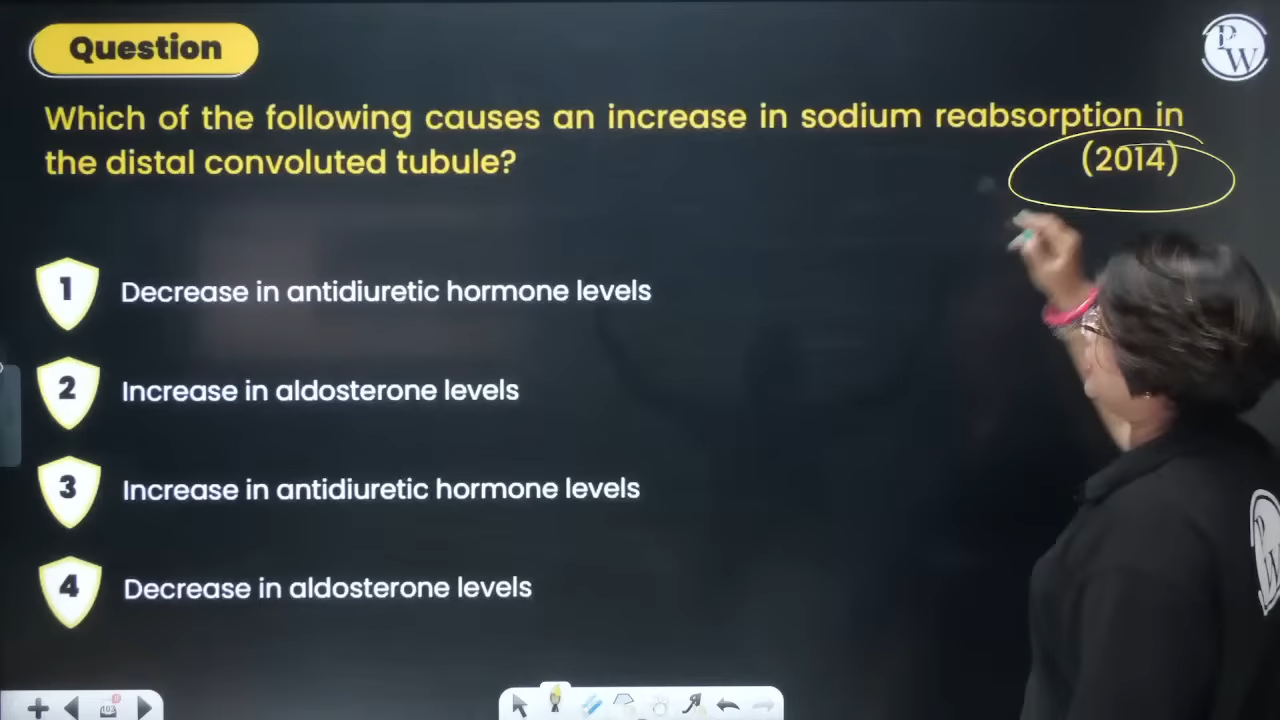 Question
PW
Which of the following causes an increase in sodium reabsorption in
the distal convoluted tubule? (2014)
1 Decrease in antidiuretic hormone levels
2 Increase in aldosterone levels
3 Increase in antidiuretic hormone levels
4 Decrease in aldosterone levels